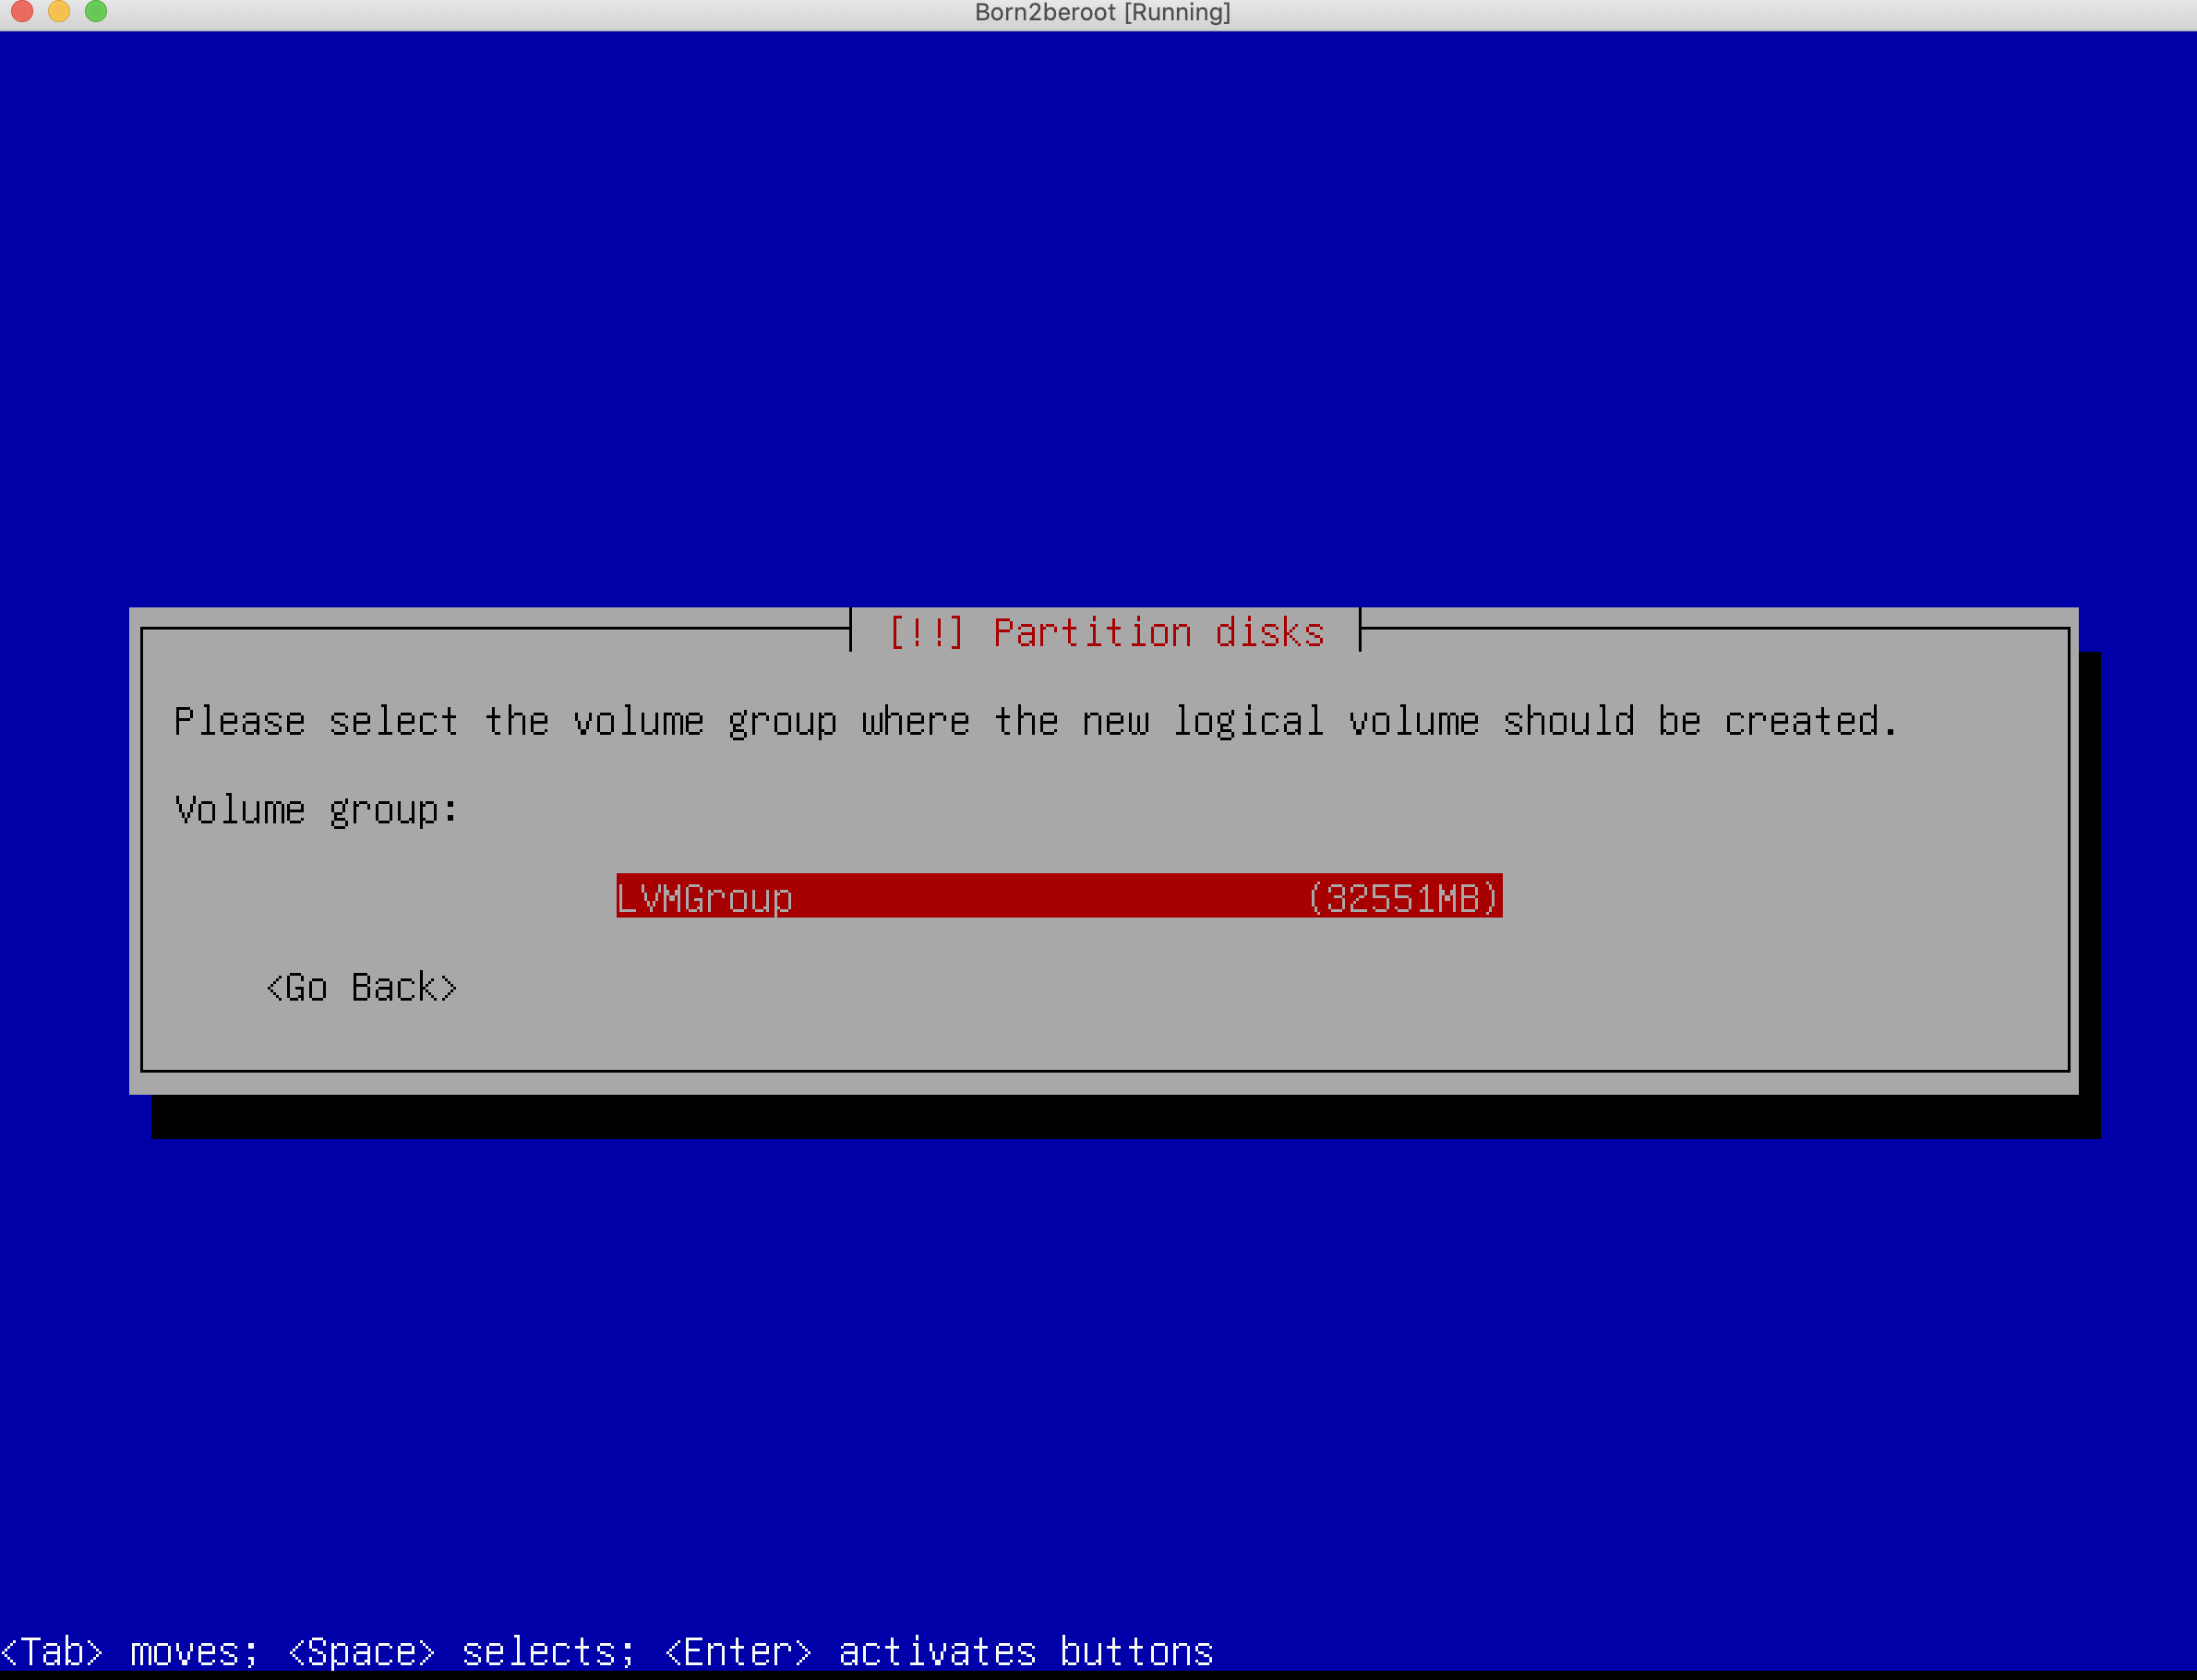 Born2beroot [Running]
[!!] Partition disks
Please select the volume group where the new logical volume should be created.
Volume group:
LVMGroup (32551MB)
<Go Back>
<Tab> moves; <Space> selects; <Enter> activates buttons